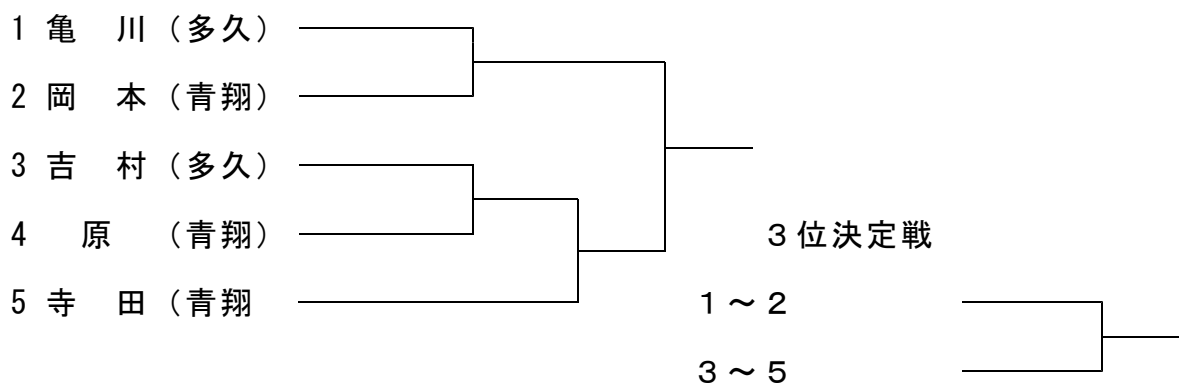 1 亀　川（多久）
2 岡　本（青翔）
3 吉　村（多久）
4　原　（青翔）
３位決定戦
5 寺　田（青翔
１～２
３～５